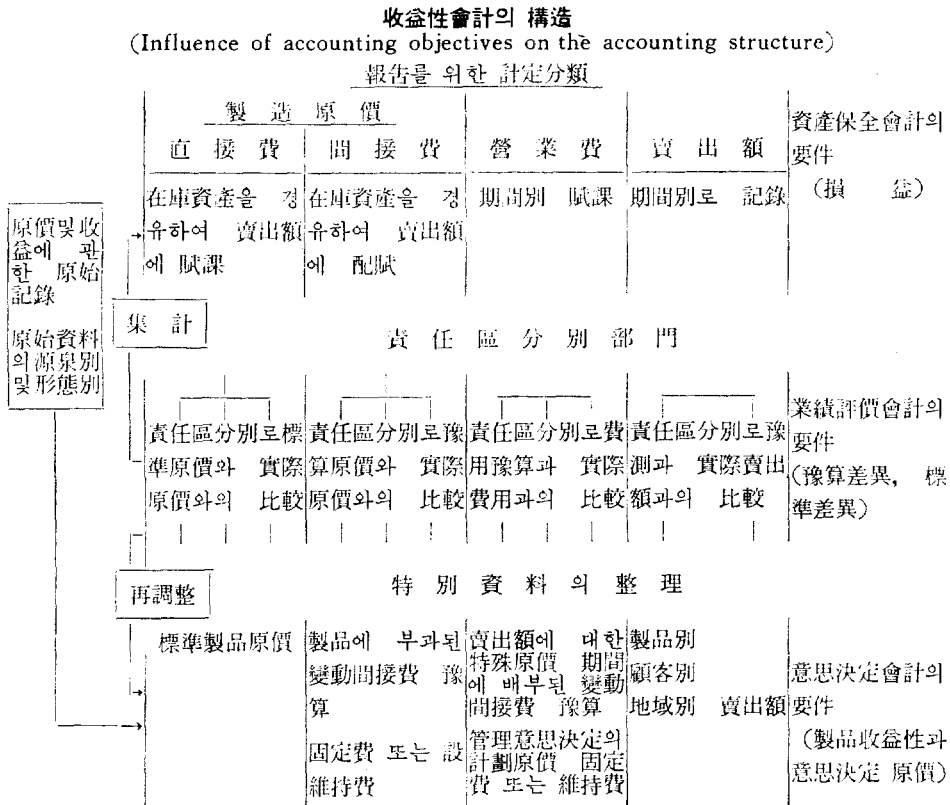 收益性會計의 構造
(Influence of accounting objectives on the accounting structure)
報告를 위한 計定分類
製 造 原 價
直 接 費
間 接 費
營 業 費
賣 出 額
資產保全會計의
要件
(損 益)
在庫資產을 경
유하여 賣出額
에 賦課
在庫資產을 경
유하여 賣出額
에 配賦
期間別 賦課
期間別로 記錄
原價및收
益에 관
한 原始
記錄
原始資料
의源泉別
및形態別
集 計
責 任 區 分 別 部 門
責任區分別로標
準原價와 實際
原價와의 比較
責任區分別로豫
算原價와 實際
原價와의 比較
責任區分別로費
用豫算과 實際
費用과의 比較
責任區分別로豫
測과 實際賣出
額과의 比較
業績評價會計의
要件
(豫算差異, 標
準差異)
再調整
特 別 資 料 의 整 理
標準製品原價
製品에 부과된
變動間接費 豫
算
固定費 또는 設
維持費
賣出額에 대한
特殊原價 期間
에 배부된 變動
間接費 豫算
管理意思決定의
計劃原價 固定
費 또는 維持費
製品別
顧客別
地域別 賣出額
意思決定會計의
要件
(製品收益性과
意思決定 原價)